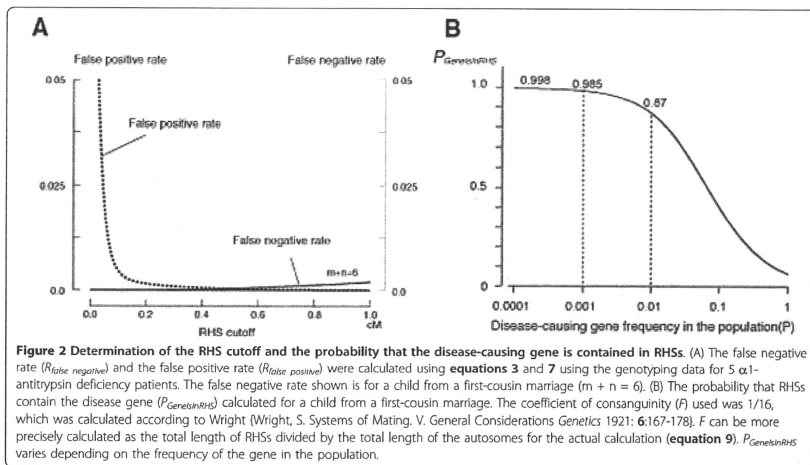 A
B
False positive rate
False negative rate
0.05
0.05
False positive rate
0.025
0.025
False negative rate
m+n=6
0.0
0.0
0.0 0.2 0.4 0.6 0.8 1.0
cM
RHS cutoff
PGeneIsInRHS
1.0
0.998
0.985
0.87
0.5
0
0.0001 0.001 0.01 0.1 1
Disease-causing gene frequency in the population(P)
Figure 2 Determination of the RHS cutoff and the probability that the disease-causing gene is contained in RHSs. (A) The false negative
rate (Rfalse negative) and the false positive rate (Rfalse positive) were calculated using equations 3 and 7 using the genotyping data for 5 α1-
antitrypsin deficiency patients. The false negative rate shown is for a child from a first-cousin marriage (m + n = 6). (B) The probability that RHSs
contain the disease gene (PGeneIsInRHS) calculated for a child from a first-cousin marriage. The coefficient of consanguinity (F) used was 1/16,
which was calculated according to Wright {Wright, S. Systems of Mating. V. General Considerations Genetics 1921: 6:167-178}. F can be more
precisely calculated as the total length of RHSs divided by the total length of the autosomes for the actual calculation (equation 9). PGeneIsInRHS
varies depending on the frequency of the gene in the population.